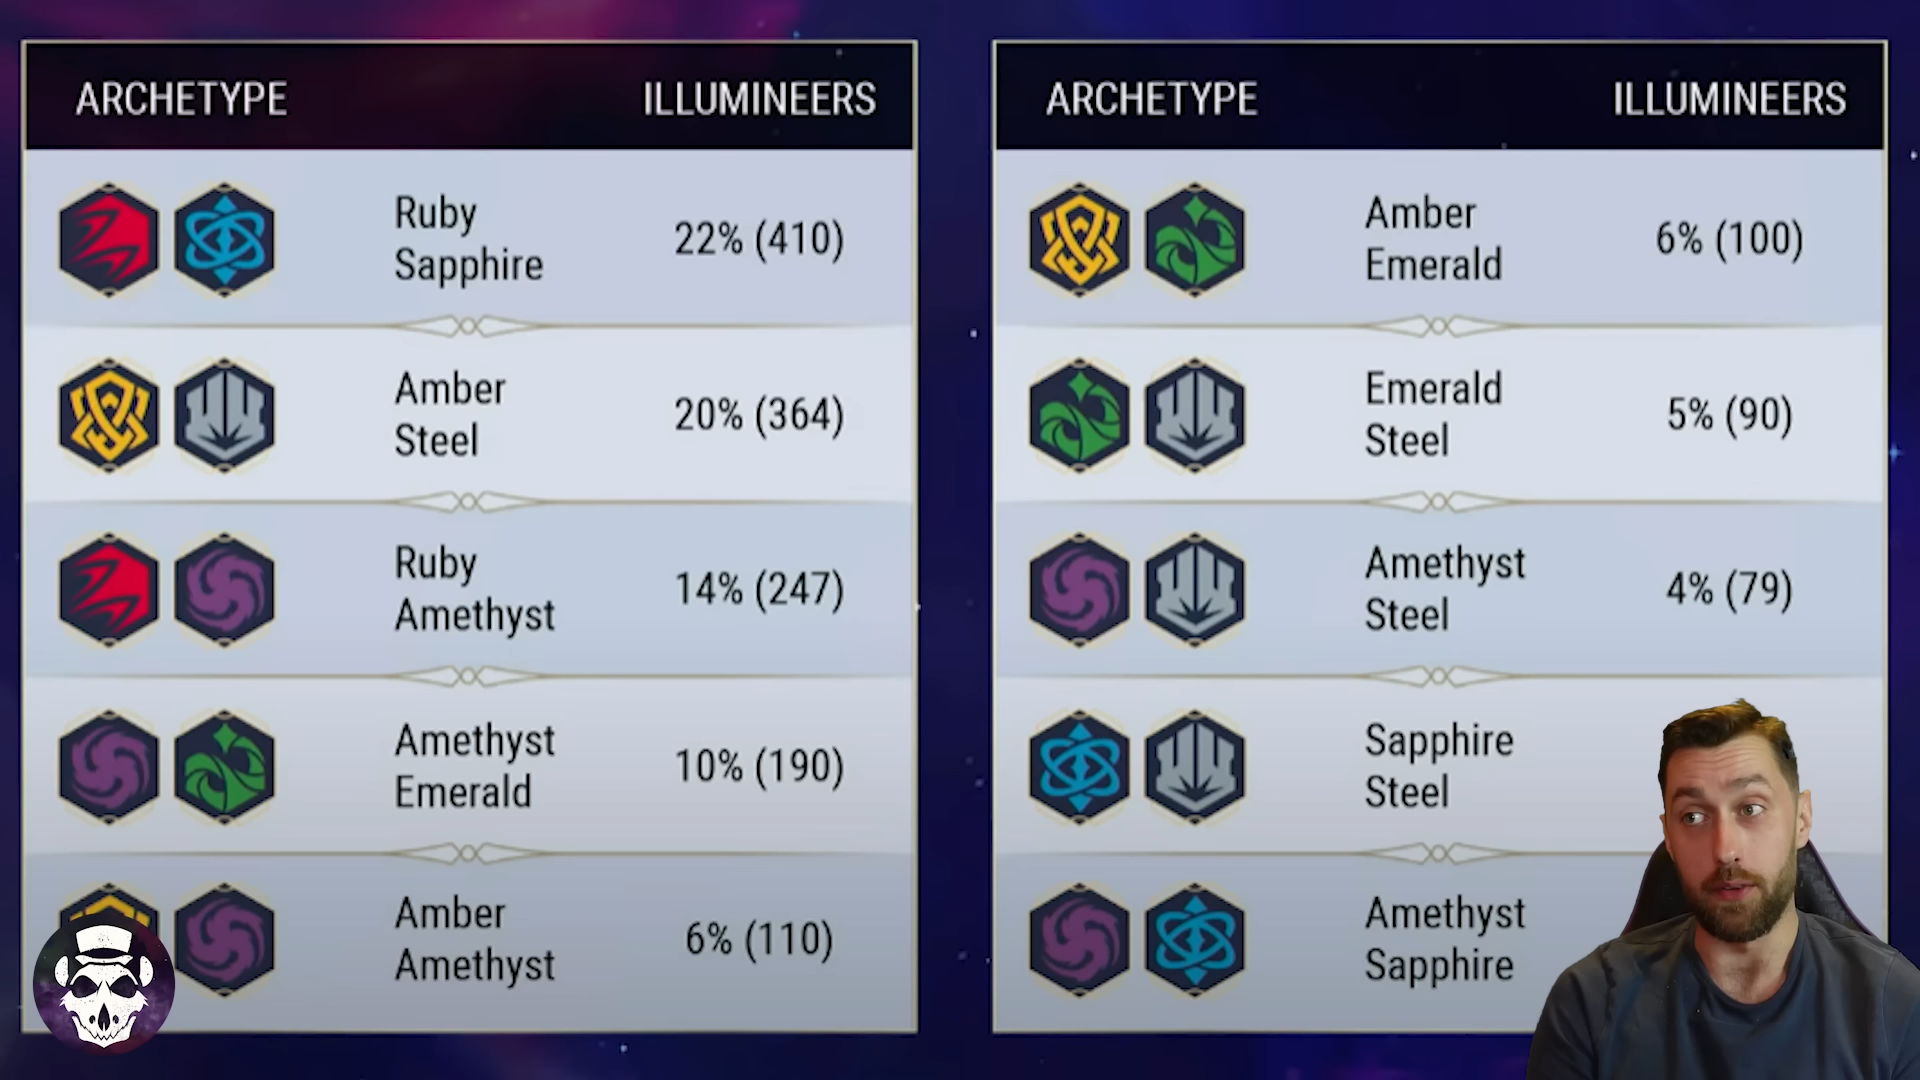 ARCHETYPE ILLUMINEERS
Ruby
Sapphire
22% (410)
Amber
Steel
20% (364)
Ruby
Amethyst
14% (247)
Amethyst
Emerald
10% (190)
Amber
Amethyst
6% (110)
ARCHETYPE ILLUMINEERS
Amber
Emerald
6% (100)
Emerald
Steel
5% (90)
Amethyst
Steel
4% (79)
Sapphire
Steel
Amethyst
Sapphire